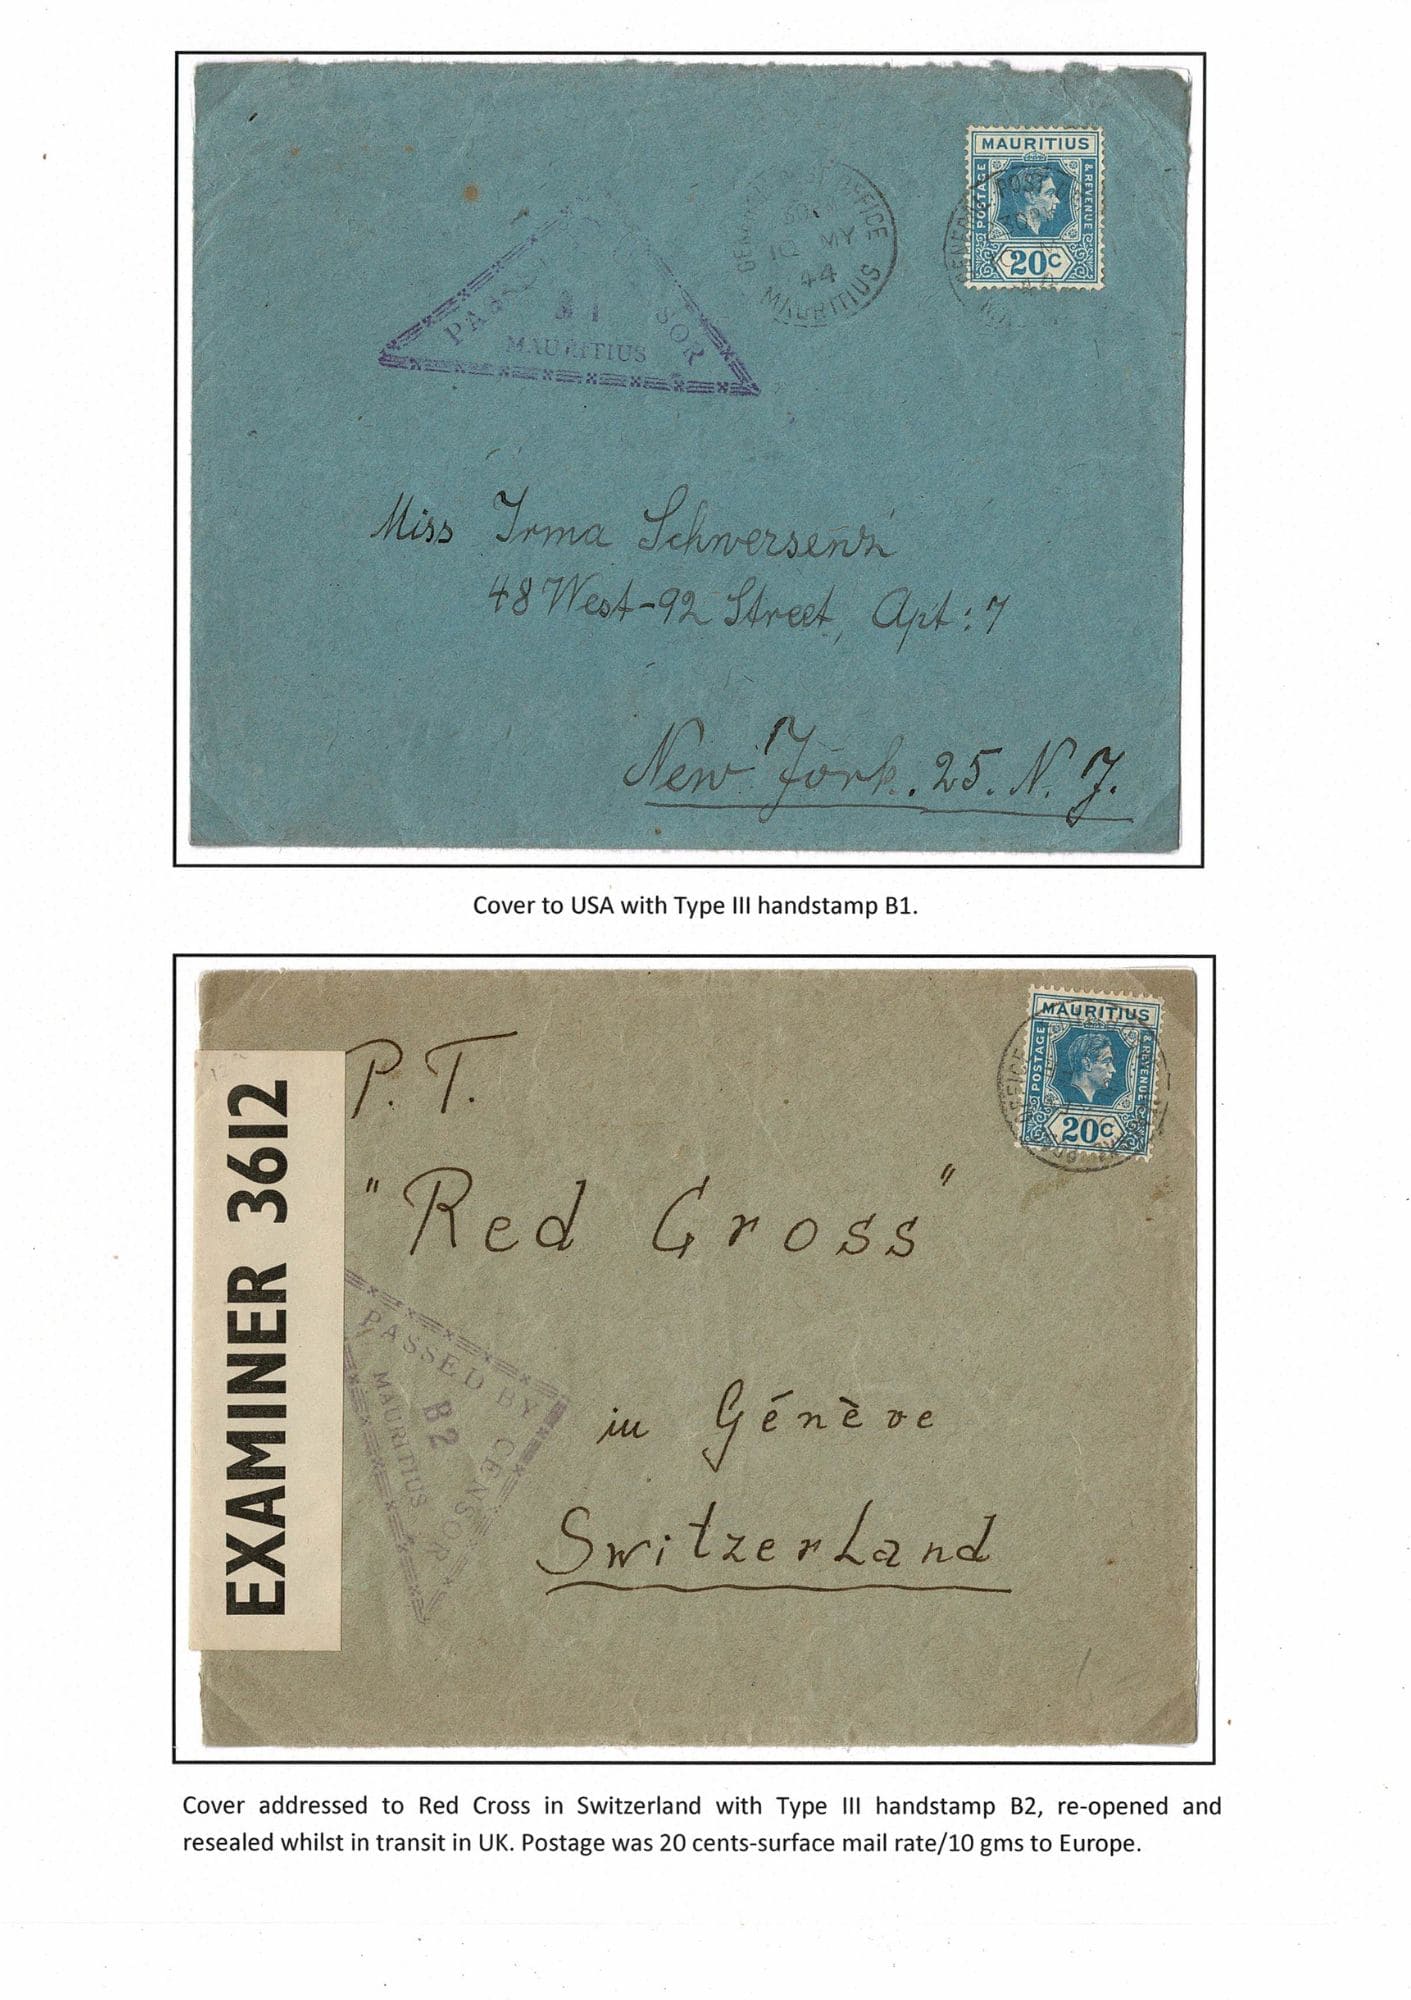 MAURITIUS
POSTAGE
& REVENUE
20c
GENERAL POST OFFICE
10 MY
44
MAURITIUS
MAURITIUS
Miss Irma
48 West-92 Street, Apt: 7
New York. 25. N. Y.
Cover to USA with Type III handstamp B1.
MAURITIUS
POSTAGE
& REVENUE
20c
OFFICE
P. T.
"Red Cross"
EXAMINER 3612
PASSED BY CENSOR
B2
MAURITIUS
in Génève
Switzerland
Cover addressed to Red Cross in Switzerland with Type III handstamp B2, re-opened and
resealed whilst in transit in UK. Postage was 20 cents-surface mail rate/10 gms to Europe.